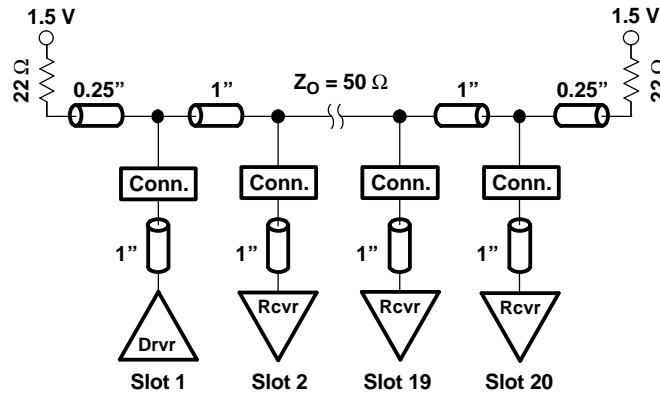 1.5 V
1.5 V
22 Ω
0.25”
1”
Z_O = 50 Ω
1”
0.25”
22 Ω
Conn.
Conn.
Conn.
Conn.
1”
1”
1”
1”
Drvr
Rcvr
Rcvr
Rcvr
Slot 1
Slot 2
Slot 19
Slot 20